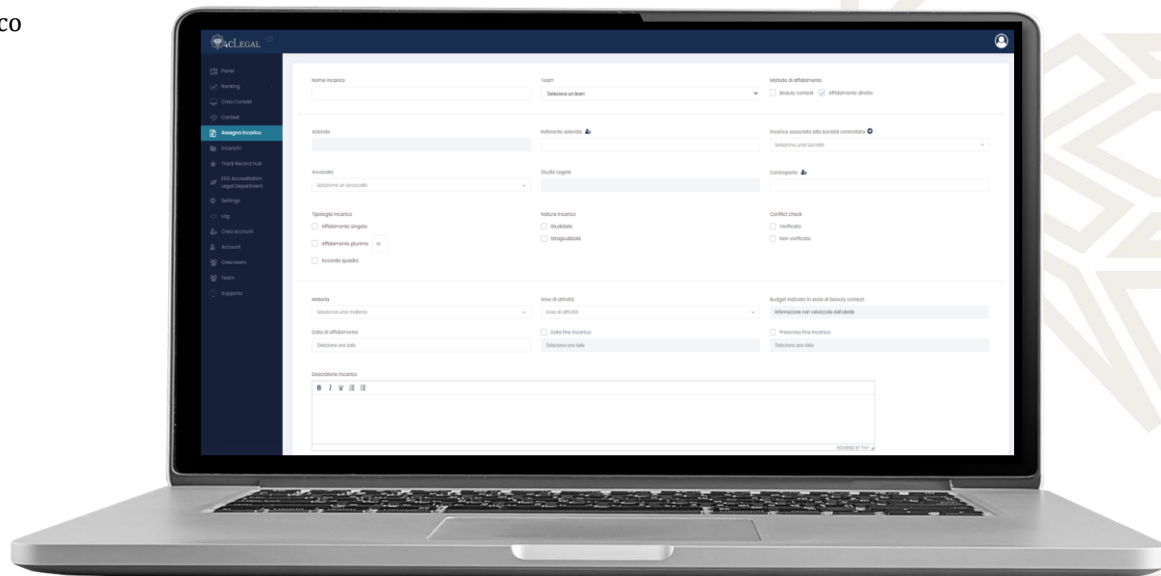 co
4cLegal
Panel
Ranking
Crea Contest
Contest
Assegna Incarico
Incarichi
Track Record Hub
ESG Accreditation
Legal Department
Settings
Log
Crea account
Account
Crea team
Team
Supporto
Nome Incarico
Team
Metodo di affidamento
Seleziona un team
Beauty contest
Affidamento diretto
Azienda
Referente azienda
Incarico associato alla Società controllata
Seleziona una Società
Avvocato
Studio Legale
Controparte
Seleziona un avvocato
Tipologia Incarico
Natura Incarico
Conflict check
Affidamento singolo
Giudiziale
Verificato
Affidamento plurimo
Stragiudiziale
Non verificato
Accordo quadro
Materia
Area di attività
Budget indicato in sede di beauty contest
Seleziona una materia
Area di attività
Informazione non valorizzata dall'utente
Data di affidamento
Data fine Incarico
Presenza fine Incarico
Seleziona una data
Seleziona una data
Seleziona una data
Descrizione Incarico
B I U
POWERED BY TINY